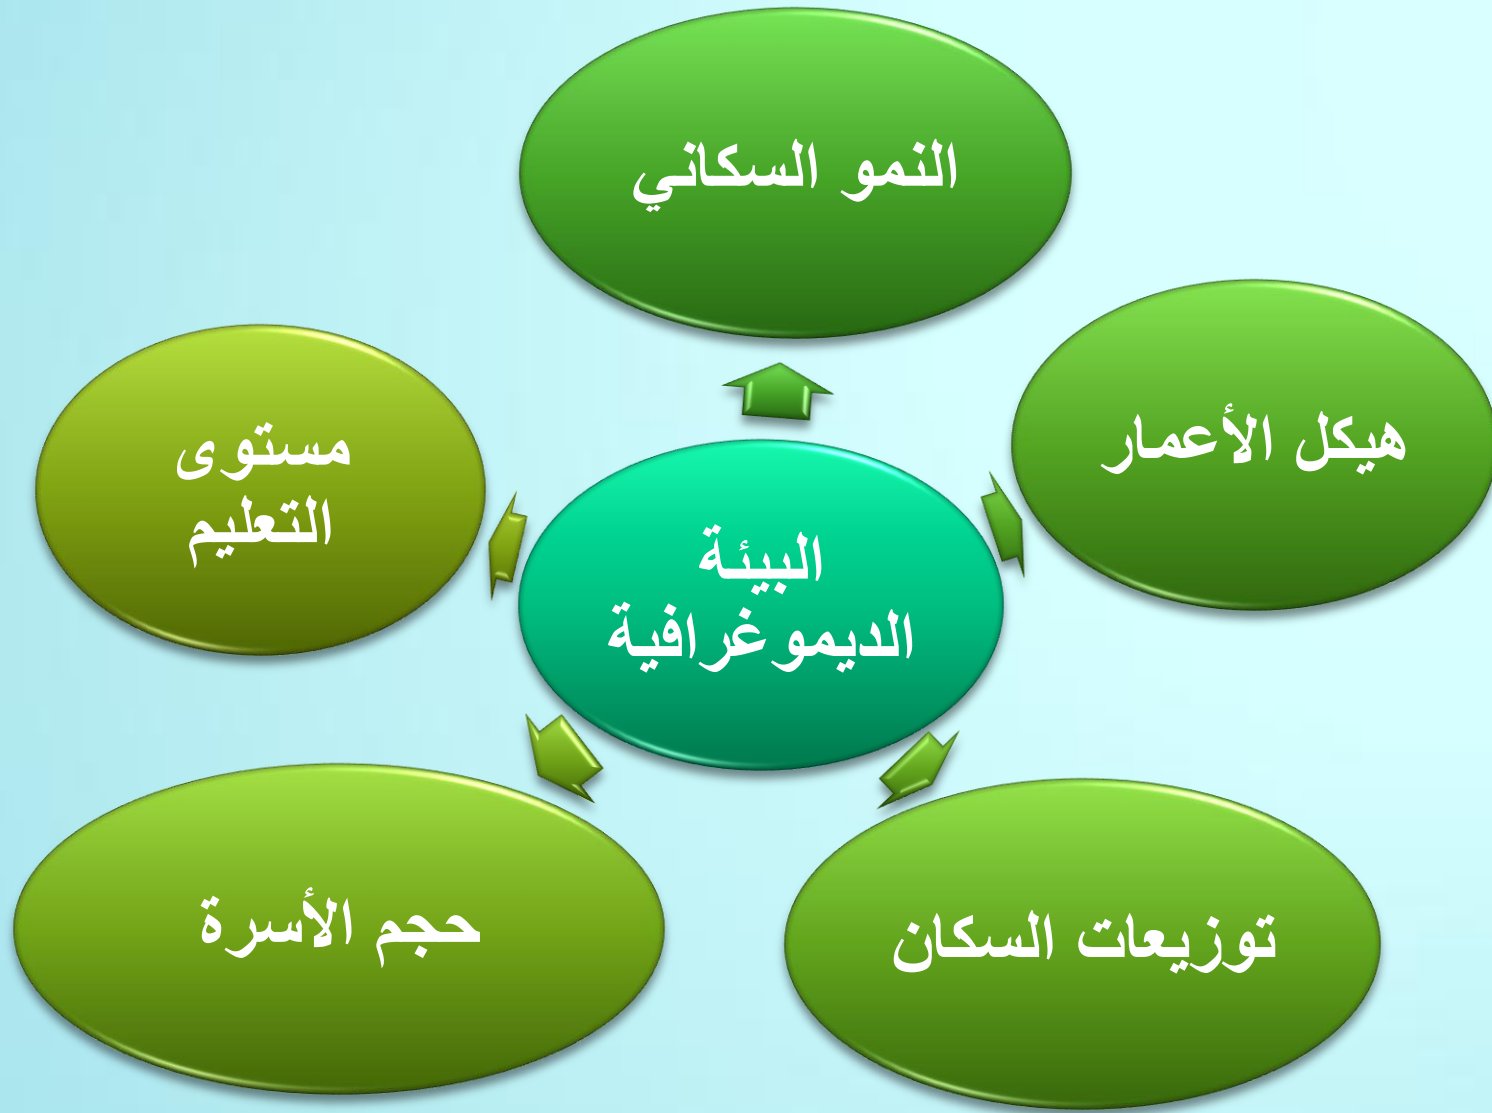 النمو السكاني
هيكل الأعمار
مستوى
التعليم
البيئة
الديموغرافية
توزيعات السكان
حجم الأسرة